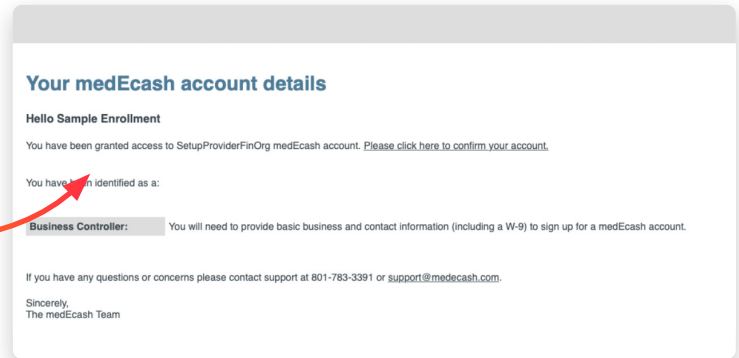 Your medEcash account details
Hello Sample Enrollment
You have been granted access to SetupProviderFinOrg medEcash account. Please click here to confirm your account.
You have been identified as a:
Business Controller: You will need to provide basic business and contact information (including a W-9) to sign up for a medEcash account.
If you have any questions or concerns please contact support at 801-783-3391 or support@medecash.com.
Sincerely,
The medEcash Team